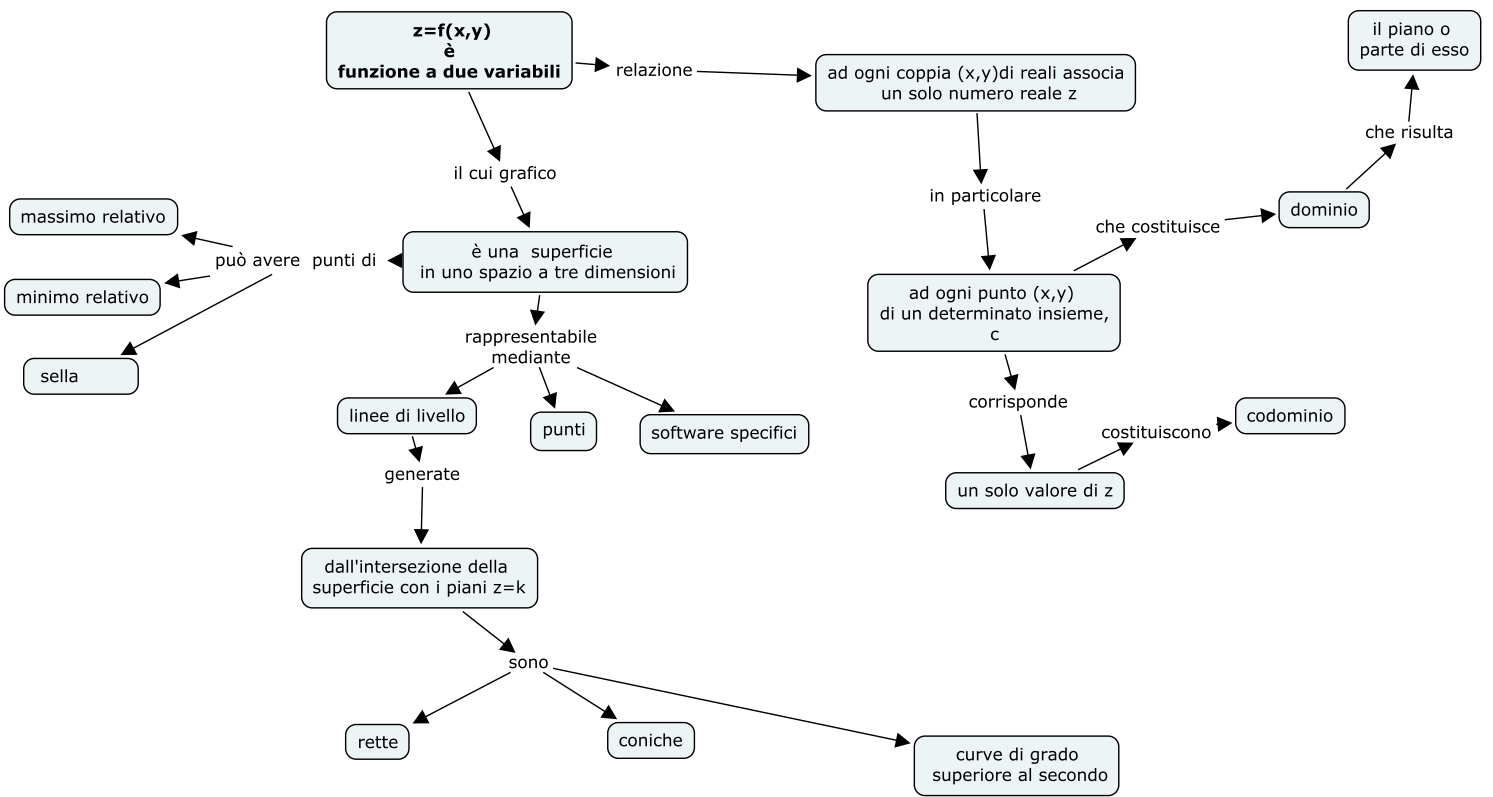 z=f(x,y)
è
funzione a due variabili
relazione
ad ogni coppia (x,y)di reali associa
un solo numero reale z
il piano o
parte di esso
che risulta
dominio
che costituisce
in particolare
ad ogni punto (x,y)
di un determinato insieme,
c
corrisponde
un solo valore di z
costituiscono
codominio
il cui grafico
è una superficie
in uno spazio a tre dimensioni
può avere punti di
massimo relativo
minimo relativo
sella
rappresentabile
mediante
linee di livello
punti
software specifici
generate
dall'intersezione della
superficie con i piani z=k
sono
rette
coniche
curve di grado
superiore al secondo